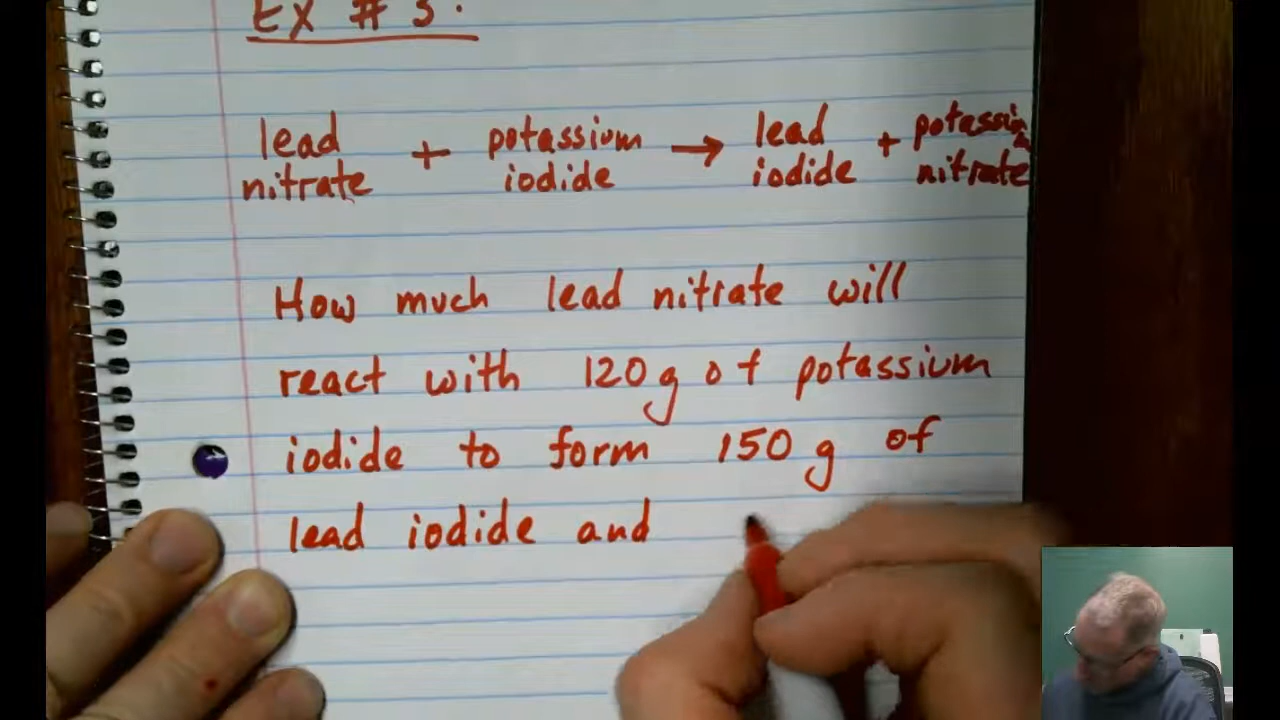 Ex # 3.
lead nitrate + potassium iodide → lead iodide + potassium nitrate
How much lead nitrate will
react with 120 g of potassium
iodide to form 150 g of
lead iodide and